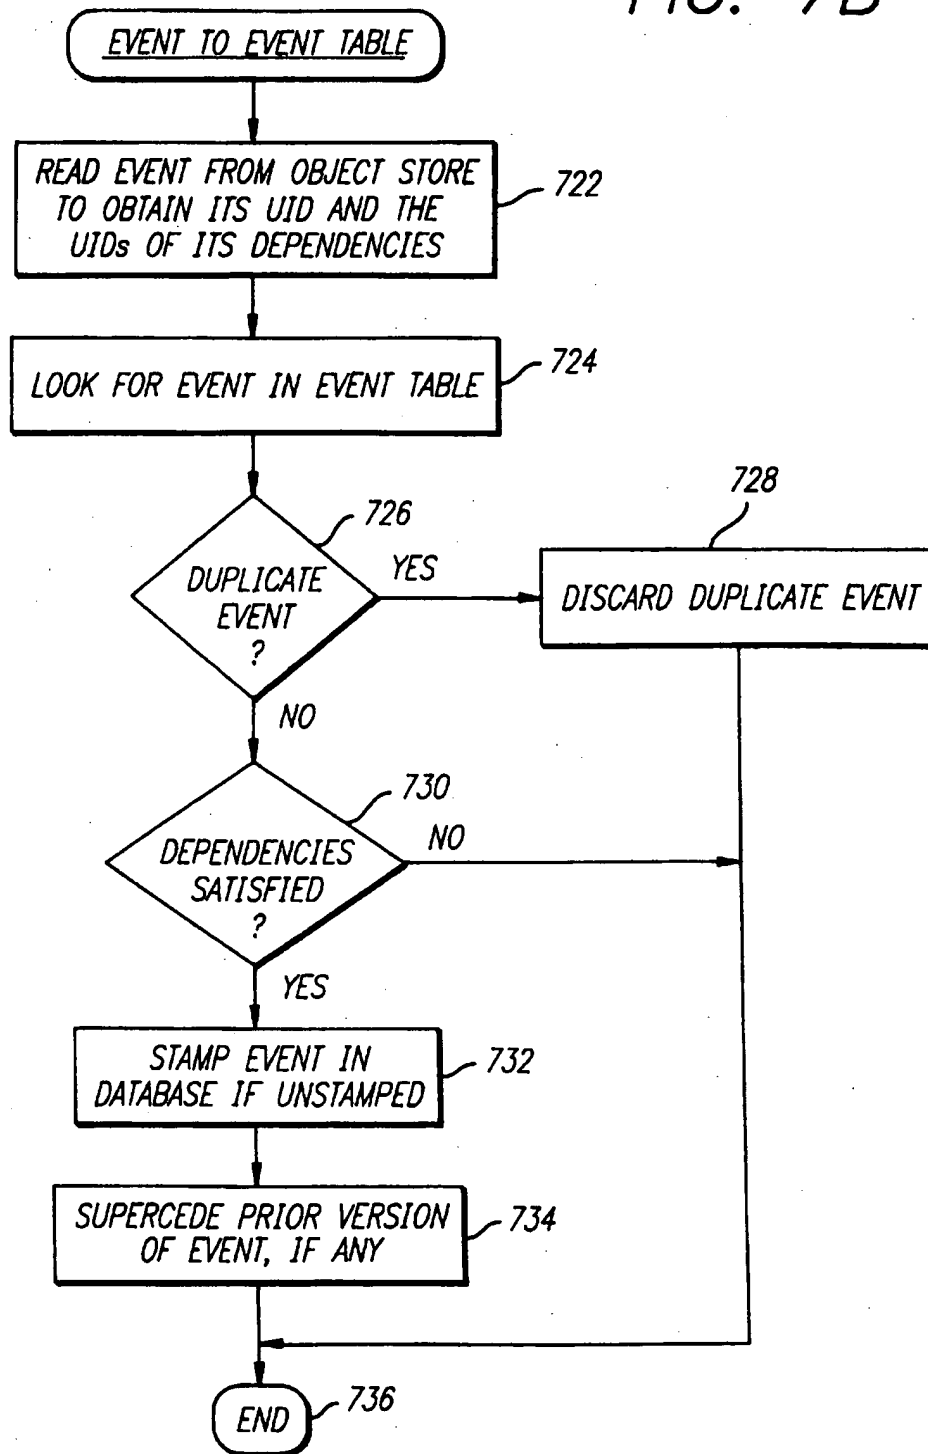 FIG. 7B
EVENT TO EVENT TABLE
READ EVENT FROM OBJECT STORE
TO OBTAIN ITS UID AND THE
UIDs OF ITS DEPENDENCIES
722
LOOK FOR EVENT IN EVENT TABLE
724
726
DUPLICATE
EVENT
?
YES
728
DISCARD DUPLICATE EVENT
NO
730
DEPENDENCIES
SATISFIED
?
NO
YES
STAMP EVENT IN
DATABASE IF UNSTAMPED
732
SUPERCEDE PRIOR VERSION
OF EVENT, IF ANY
734
END
736